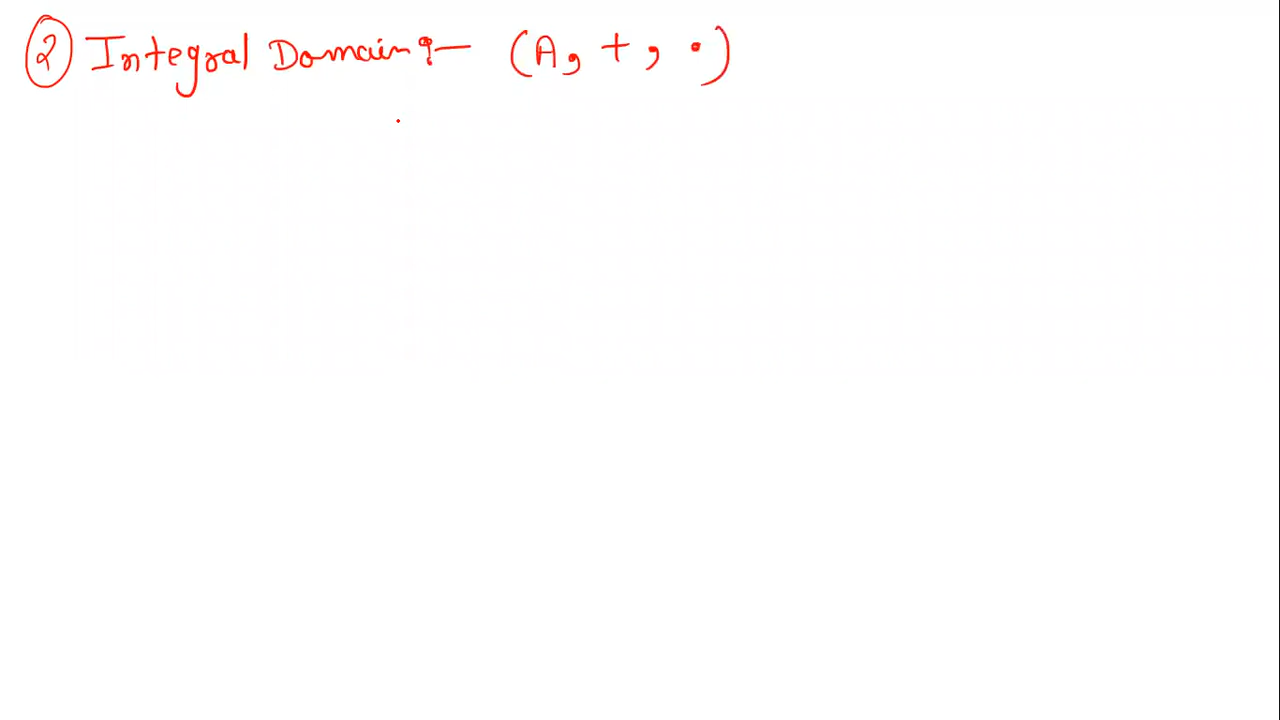 ② Integral Domain :— (A, +, •)